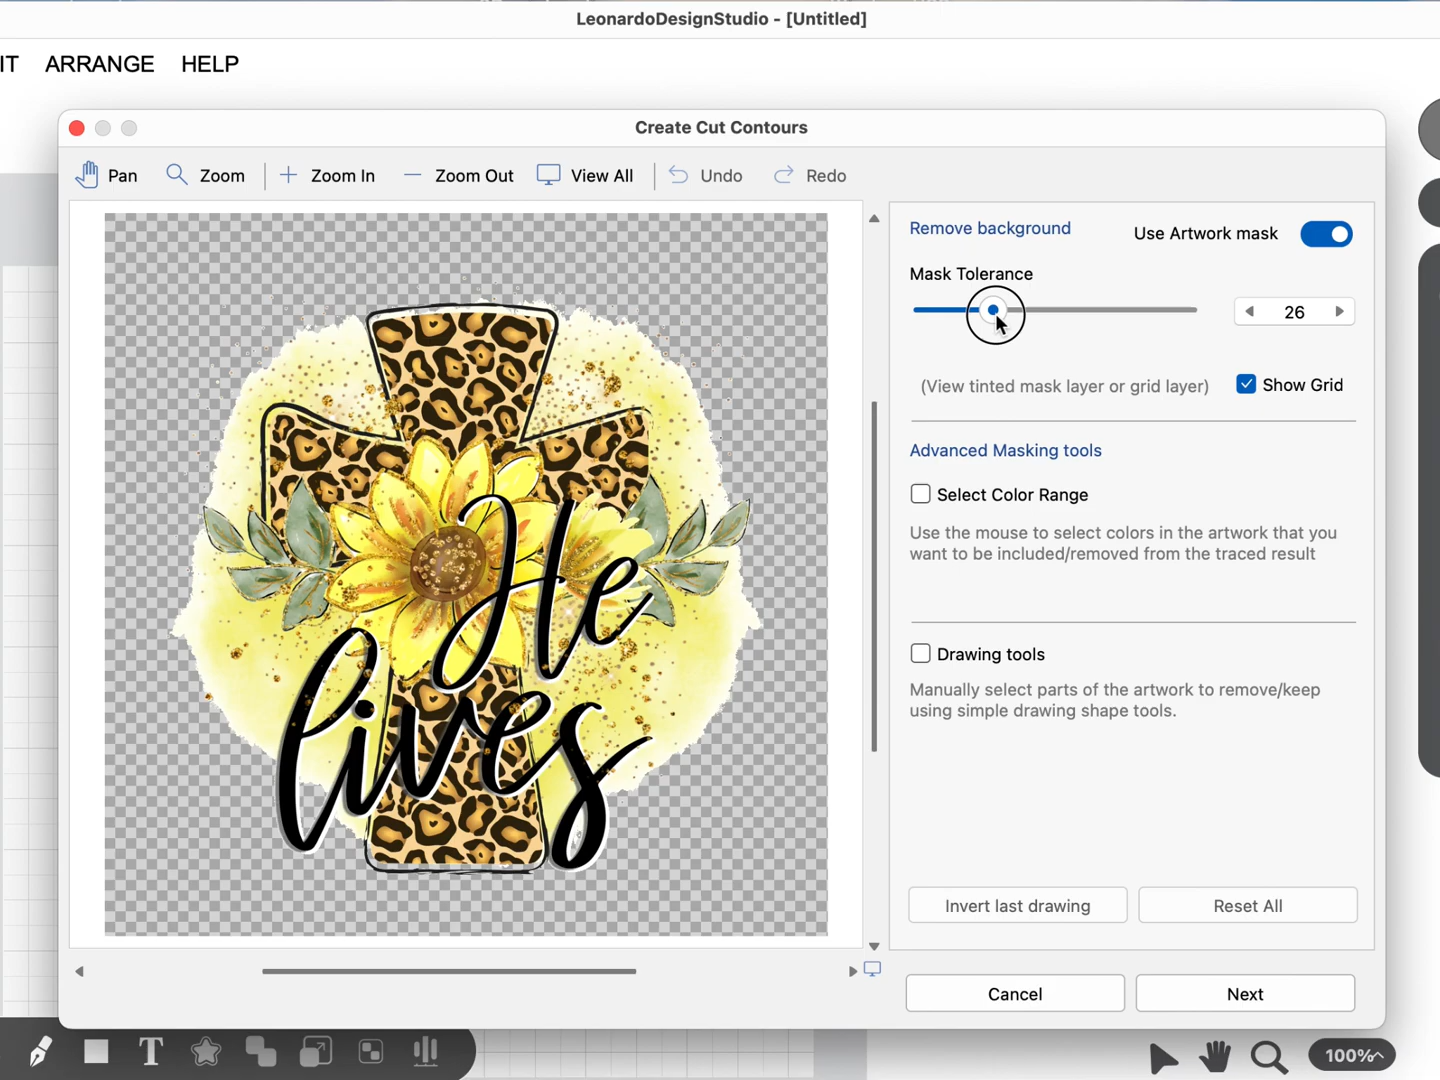 LeonardoDesignStudio - [Untitled]
IT ARRANGE HELP
Create Cut Contours
Pan Zoom Zoom In Zoom Out View All Undo Redo
Remove background Use Artwork mask
Mask Tolerance
26
(View tinted mask layer or grid layer) Show Grid
Advanced Masking tools
Select Color Range
Use the mouse to select colors in the artwork that you
want to be included/removed from the traced result
Drawing tools
Manually select parts of the artwork to remove/keep
using simple drawing shape tools.
He
lives
Invert last drawing Reset All
Cancel Next
T
100%